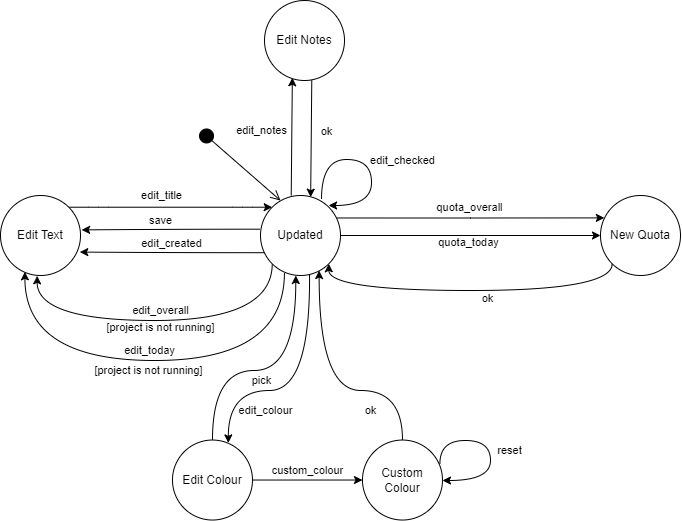 Edit Notes
edit_notes
ok
edit_checked
edit_title
quota_overall
save
Edit Text
Updated
New Quota
edit_created
quota_today
ok
edit_overall
[project is not running]
edit_today
[project is not running]
pick
edit_colour
ok
reset
custom_colour
Edit Colour
Custom
Colour